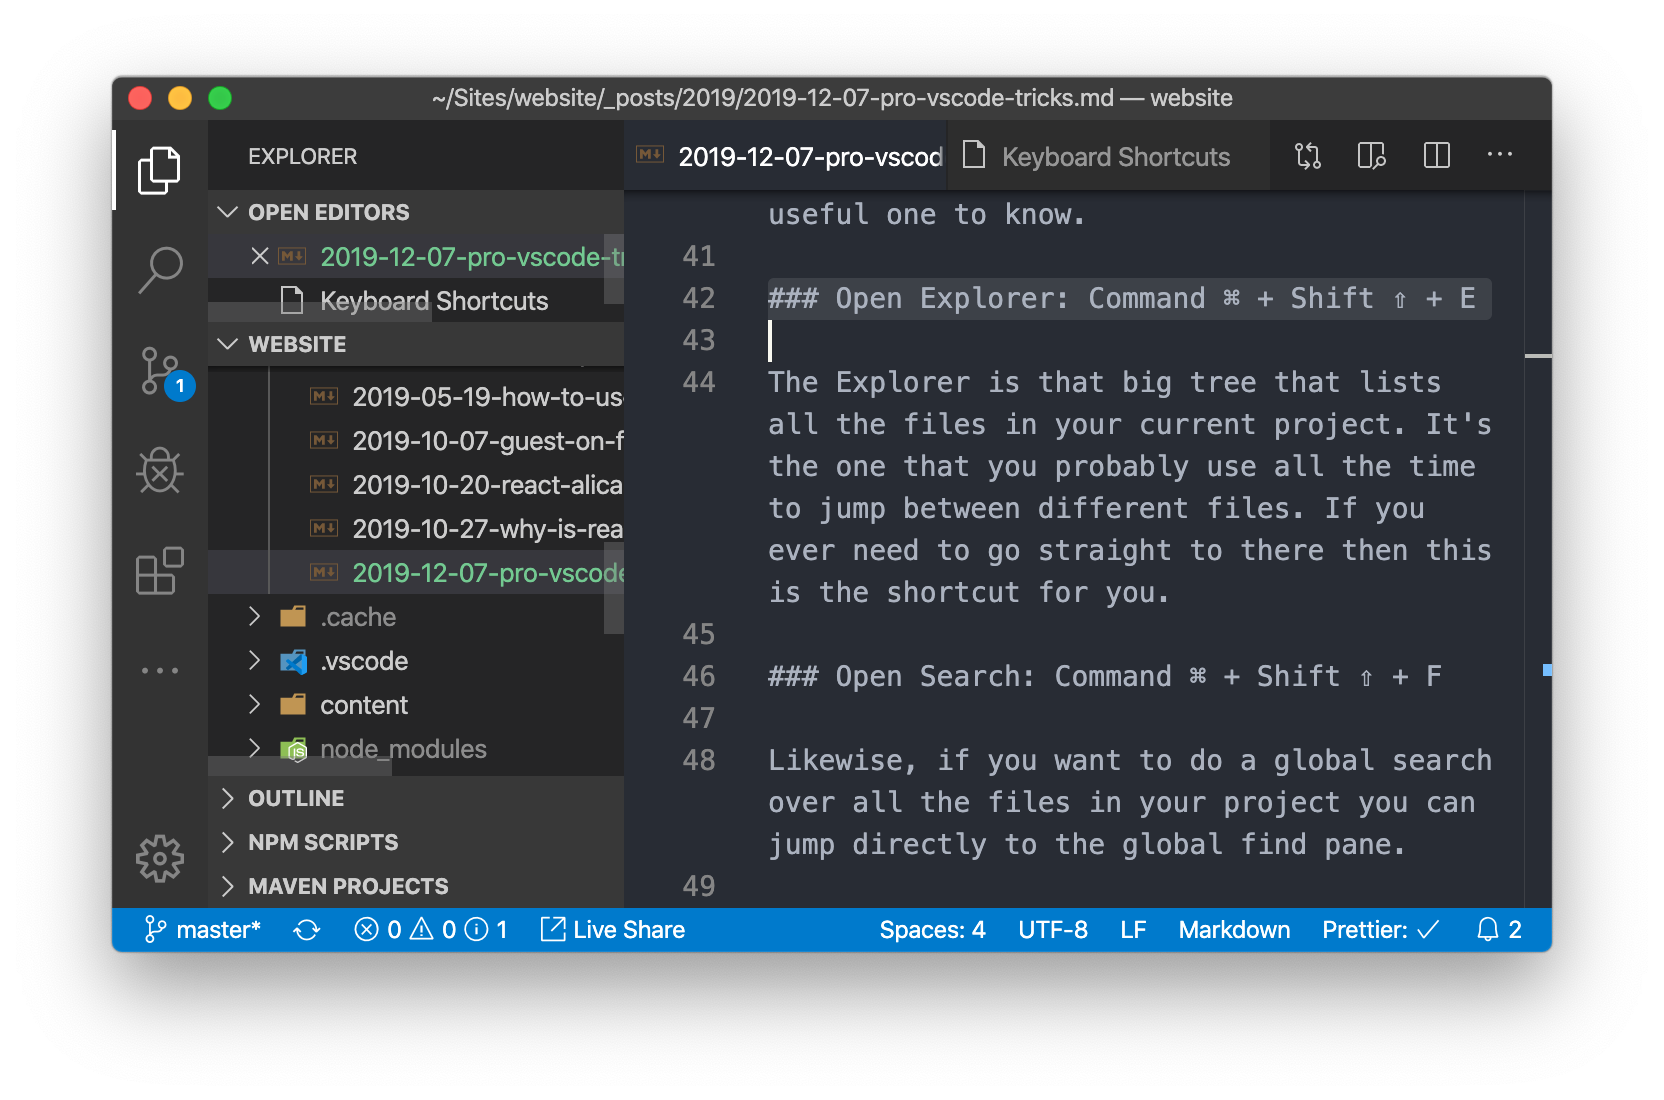 ~/Sites/website/_posts/2019/2019-12-07-pro-vscode-tricks.md — website
EXPLORER
OPEN EDITORS
2019-12-07-pro-vscode-tr
Keyboard Shortcuts
WEBSITE
2019-05-19-how-to-us
2019-10-07-guest-on-f
2019-10-20-react-alica
2019-10-27-why-is-rea
2019-12-07-pro-vscode
.cache
.vscode
content
node_modules
OUTLINE
NPM SCRIPTS
MAVEN PROJECTS
1
2019-12-07-pro-vscod
Keyboard Shortcuts
useful one to know.
41
42 ### Open Explorer: Command ⌘ + Shift ⇧ + E
43
44 The Explorer is that big tree that lists
all the files in your current project. It's
the one that you probably use all the time
to jump between different files. If you
ever need to go straight to there then this
is the shortcut for you.
45
46 ### Open Search: Command ⌘ + Shift ⇧ + F
47
48 Likewise, if you want to do a global search
over all the files in your project you can
jump directly to the global find pane.
49
master* 0 0 1 Live Share Spaces: 4 UTF-8 LF Markdown Prettier: ✓ 2